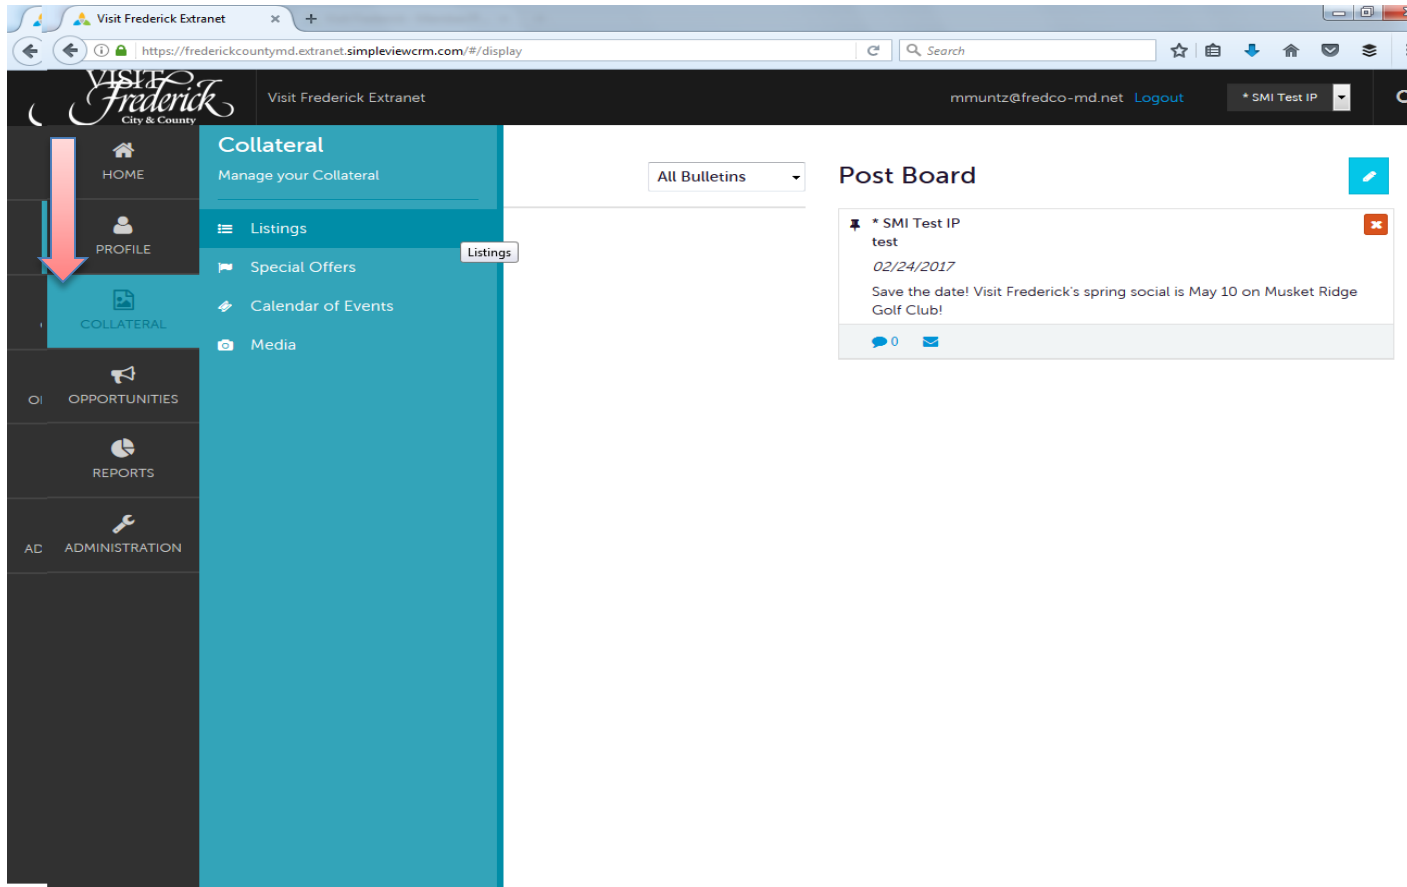 Visit Frederick Extranet
https://frederickcountymd.extranet.simpleviewcrm.com/#/display
Search
VISIT
Frederick
City & County
Visit Frederick Extranet
mmuntz@fredco-md.net Logout
* SMI Test IP
HOME
PROFILE
COLLATERAL
OPPORTUNITIES
REPORTS
ADMINISTRATION
Collateral
Manage your Collateral
Listings
Listings
Special Offers
Calendar of Events
Media
All Bulletins
Post Board
* SMI Test IP
test
02/24/2017
Save the date! Visit Frederick's spring social is May 10 on Musket Ridge
Golf Club!
0